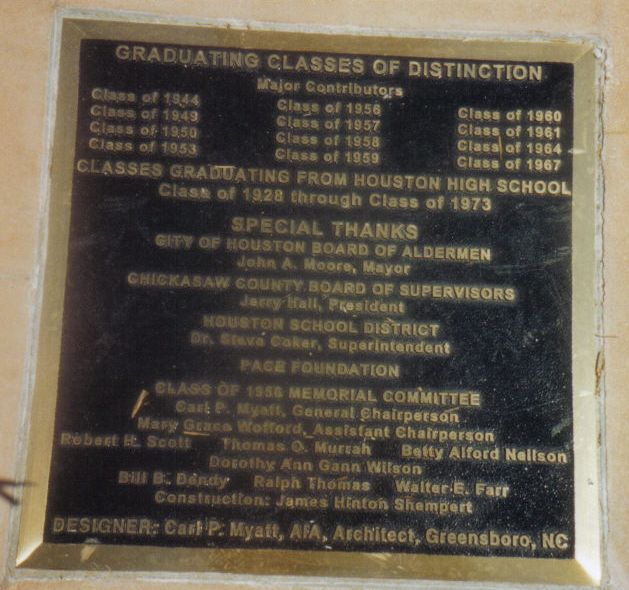 GRADUATING CLASSES OF DISTINCTION
Major Contributors
Class of 1944 Class of 1956 Class of 1960
Class of 1949 Class of 1957 Class of 1961
Class of 1950 Class of 1958 Class of 1964
Class of 1953 Class of 1959 Class of 1967
CLASSES GRADUATING FROM HOUSTON HIGH SCHOOL
Class of 1928 through Class of 1973
SPECIAL THANKS
CITY OF HOUSTON BOARD OF ALDERMEN
John A. Moore, Mayor
CHICKASAW COUNTY BOARD OF SUPERVISORS
Jerry Hall, President
HOUSTON SCHOOL DISTRICT
Dr. Steve Coker, Superintendent
PACE FOUNDATION
CLASS OF 1956 MEMORIAL COMMITTEE
Carl P. Myatt, General Chairperson
Mary Grace Wofford, Assistant Chairperson
Robert H. Scott Thomas O. Murrah Betty Alford Neilson
Dorothy Ann Gann Wilson
Bill B. Dendy Ralph Thomas Walter E. Farr
Construction: James Hinton Shempert
DESIGNER: Carl P. Myatt, AIA, Architect, Greensboro, NC